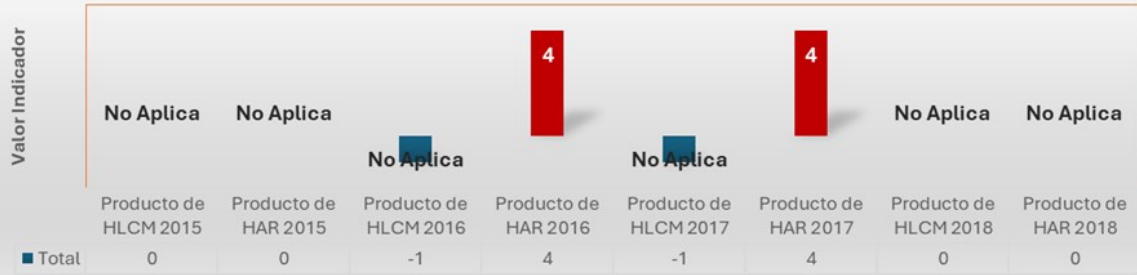 Valor Indicador
4
4
No Aplica
No Aplica
No Aplica
No Aplica
No Aplica
No Aplica
Producto de HLCM 2015
Producto de HAR 2015
Producto de HLCM 2016
Producto de HAR 2016
Producto de HLCM 2017
Producto de HAR 2017
Producto de HLCM 2018
Producto de HAR 2018
Total 0 0 -1 4 -1 4 0 0